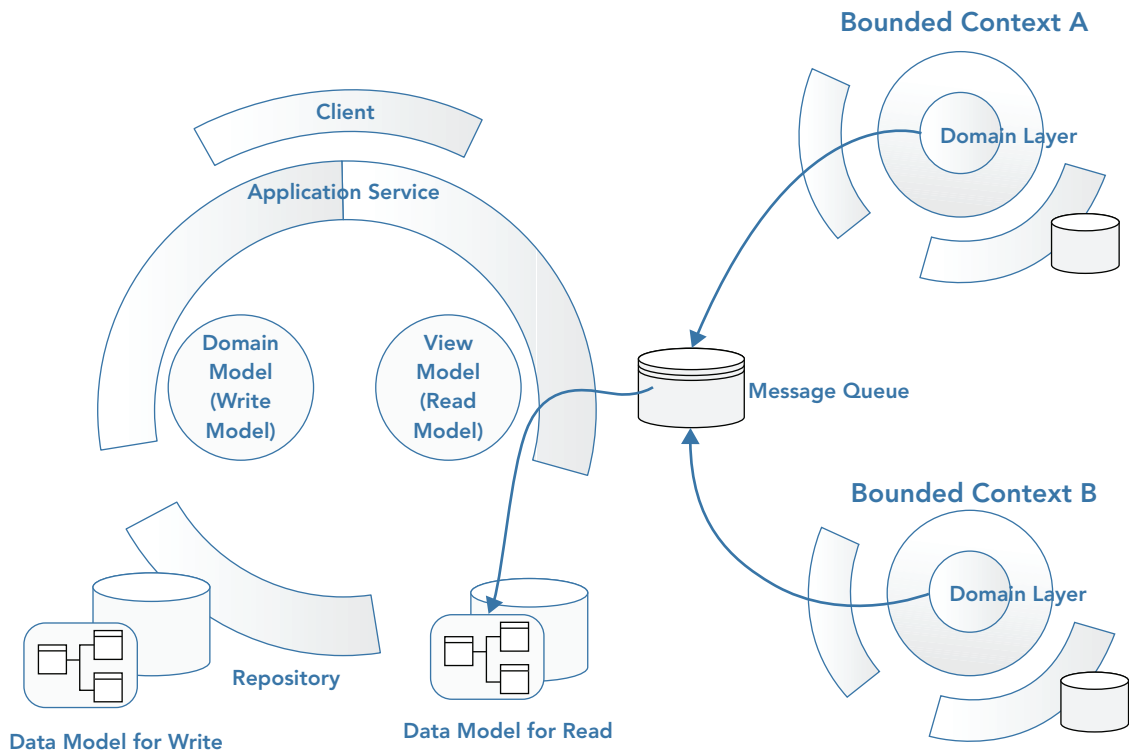 Bounded Context A
Client
Domain Layer
Application Service
Domain
Model
(Write
Model)
View
Model
(Read
Model)
Message Queue
Bounded Context B
Domain Layer
Repository
Data Model for Write
Data Model for Read